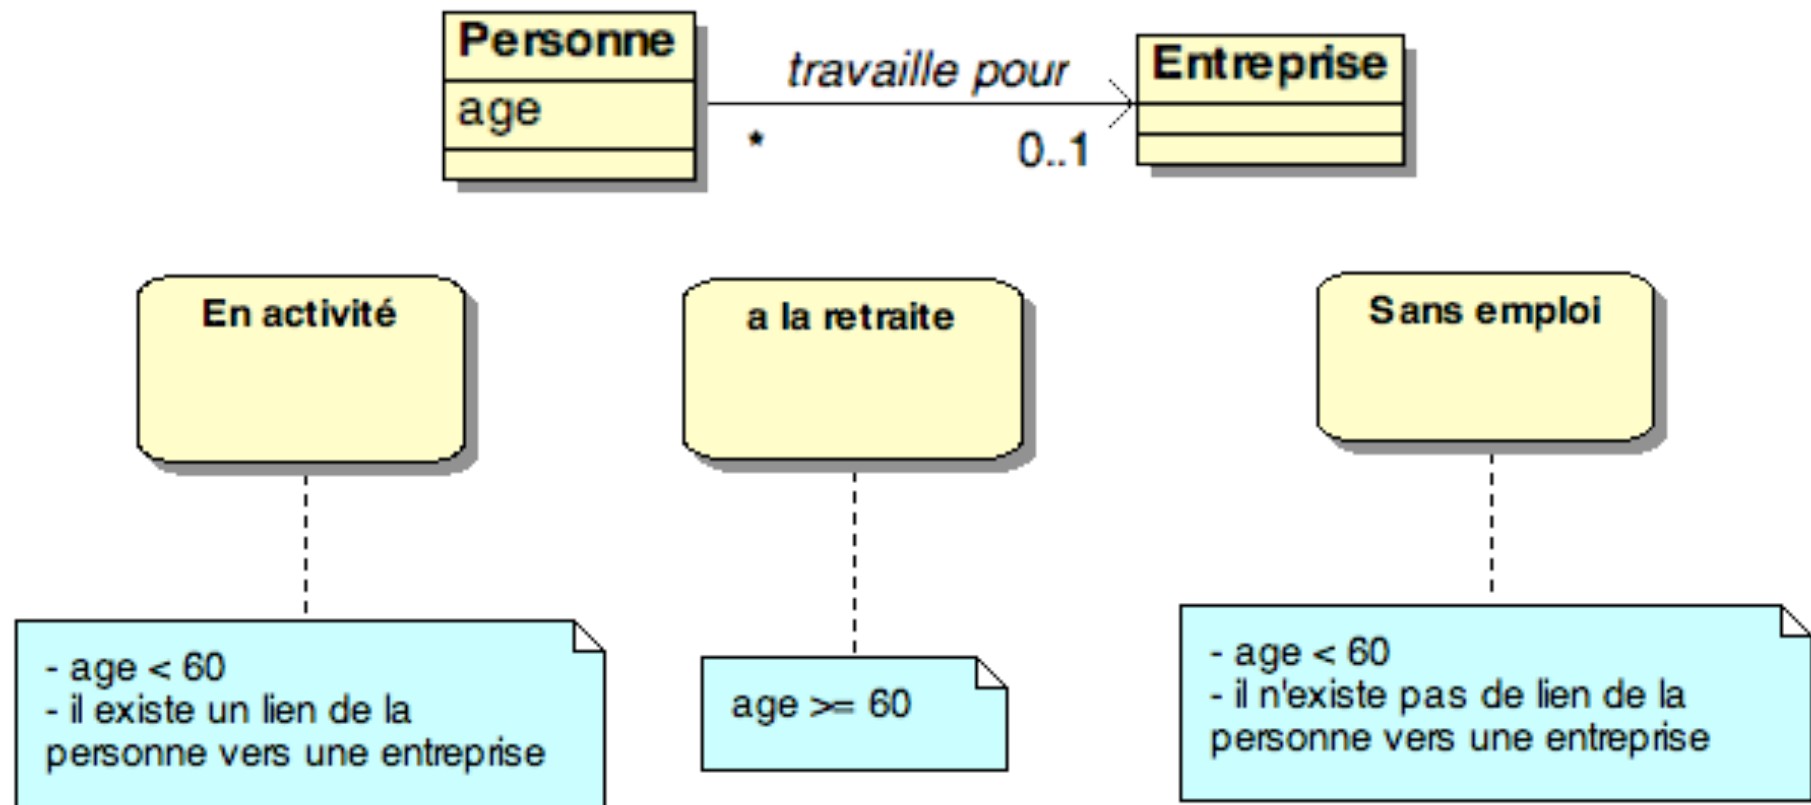 Personne
age
travaille pour
*
0..1
Entreprise
En activité
a la retraite
Sans emploi
- age < 60
- il existe un lien de la
personne vers une entreprise
age >= 60
- age < 60
- il n'existe pas de lien de la
personne vers une entreprise